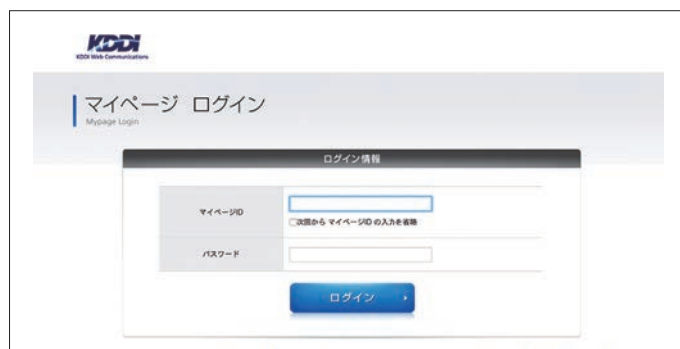 KDDI
KDDI Web Communications
マイページ ログイン
Mypage Login
ログイン情報
マイページID
次回から マイページID の入力を省略
パスワード
ログイン